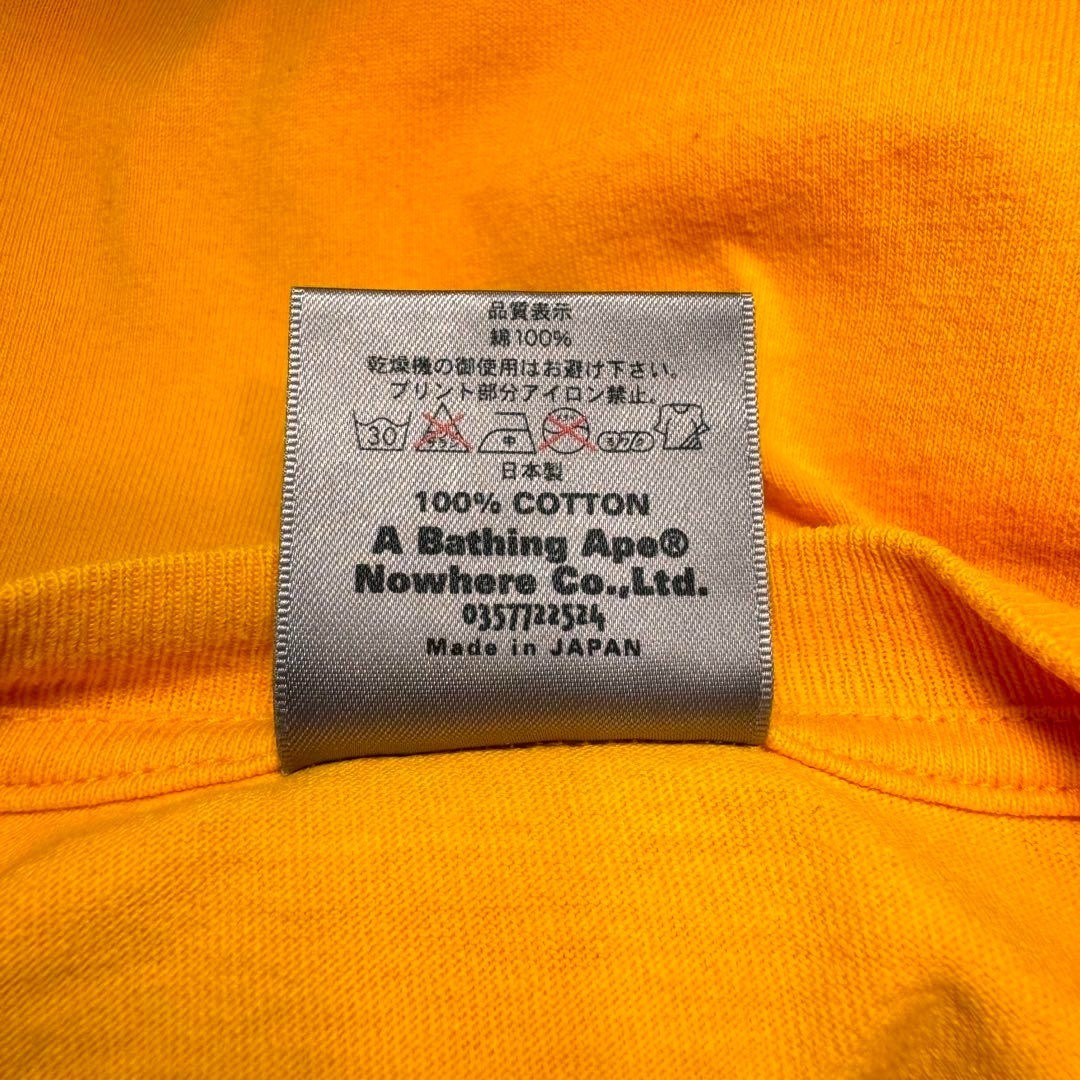 品質表示
綿100%
乾燥機の御使用はお避け下さい。
プリント部分アイロン禁止。
30 中
日本製
100% COTTON
A Bathing Ape®
Nowhere Co.,Ltd.
0357722524
Made in JAPAN